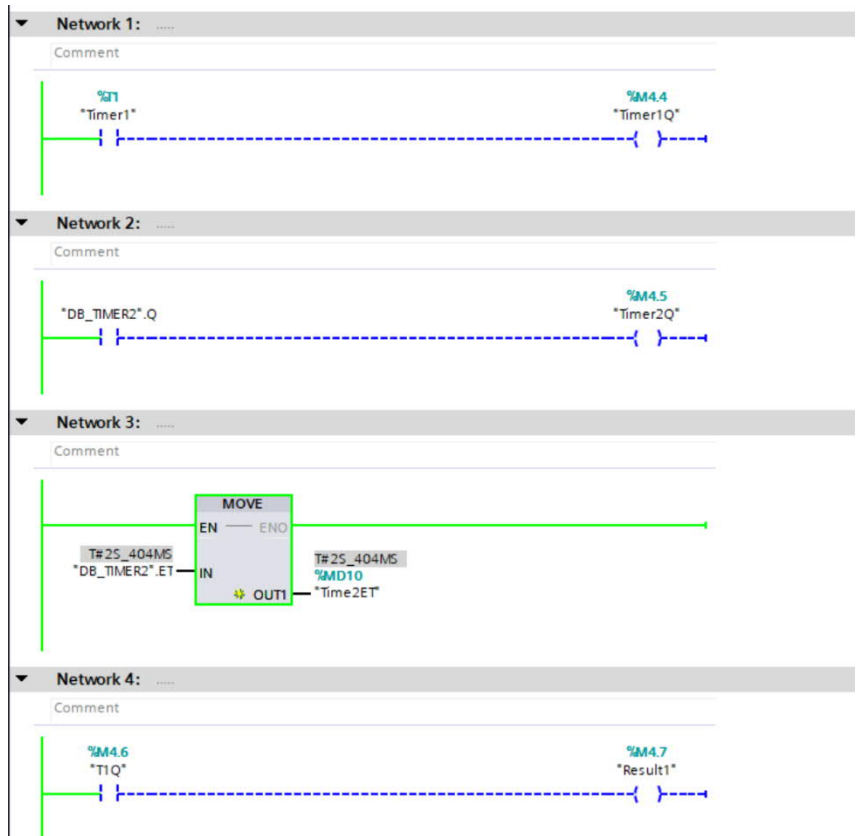 Network 1: .....
Comment
%T1
"Timer1"
%M4.4
"Timer1Q"
Network 2: .....
Comment
"DB_TIMER2".Q
%M4.5
"Timer2Q"
Network 3: .....
Comment
MOVE
EN ENO
T#2S_404MS
"DB_TIMER2".ET
IN
T#2S_404MS
%MD10
OUT1
"Time2ET"
Network 4: .....
Comment
%M4.6
"T1Q"
%M4.7
"Result1"